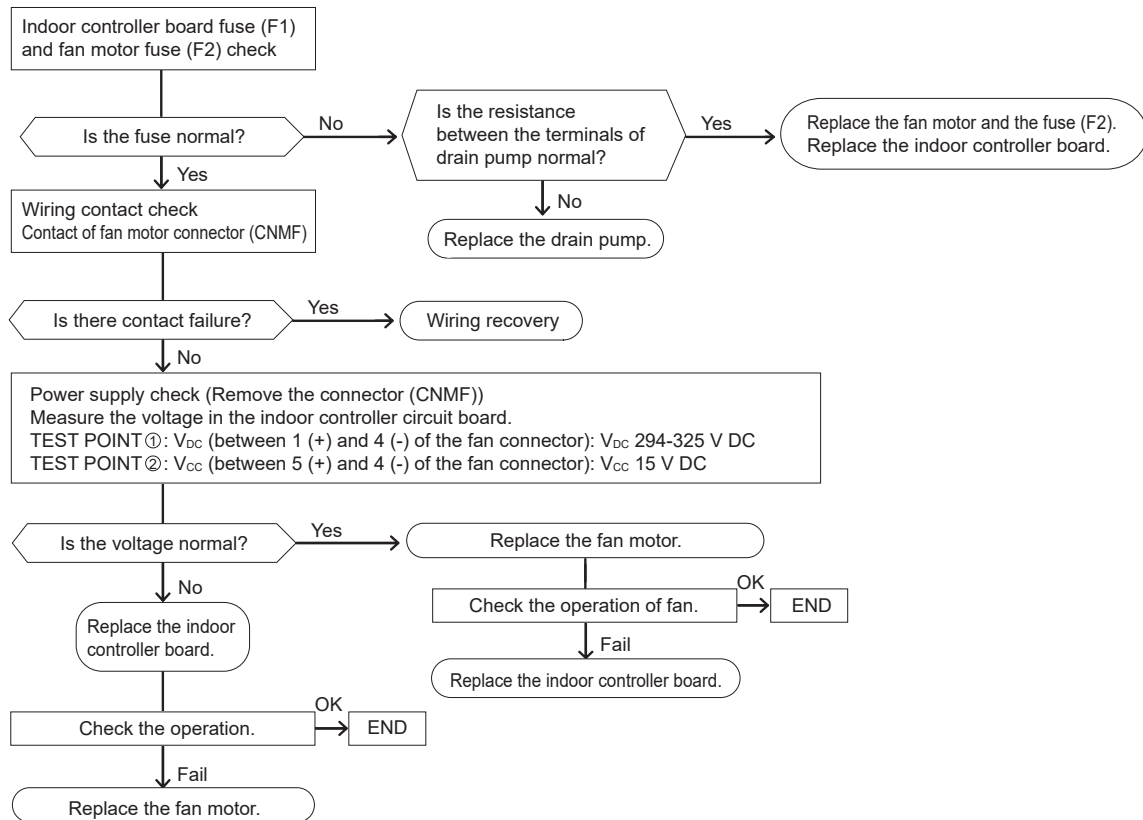 Indoor controller board fuse (F1)
and fan motor fuse (F2) check
Is the fuse normal?
No
Is the resistance
between the terminals of
drain pump normal?
Yes
Replace the fan motor and the fuse (F2).
Replace the indoor controller board.
No
Replace the drain pump.
Yes
Wiring contact check
Contact of fan motor connector (CNMF)
Is there contact failure?
Yes
Wiring recovery
No
Power supply check (Remove the connector (CNMF))
Measure the voltage in the indoor controller circuit board.
TEST POINT①: VDC (between 1 (+) and 4 (-) of the fan connector): VDC 294-325 V DC
TEST POINT②: VCC (between 5 (+) and 4 (-) of the fan connector): VCC 15 V DC
Is the voltage normal?
Yes
Replace the fan motor.
Check the operation of fan.
OK
END
Fail
Replace the indoor controller board.
No
Replace the indoor
controller board.
Check the operation.
OK
END
Fail
Replace the fan motor.